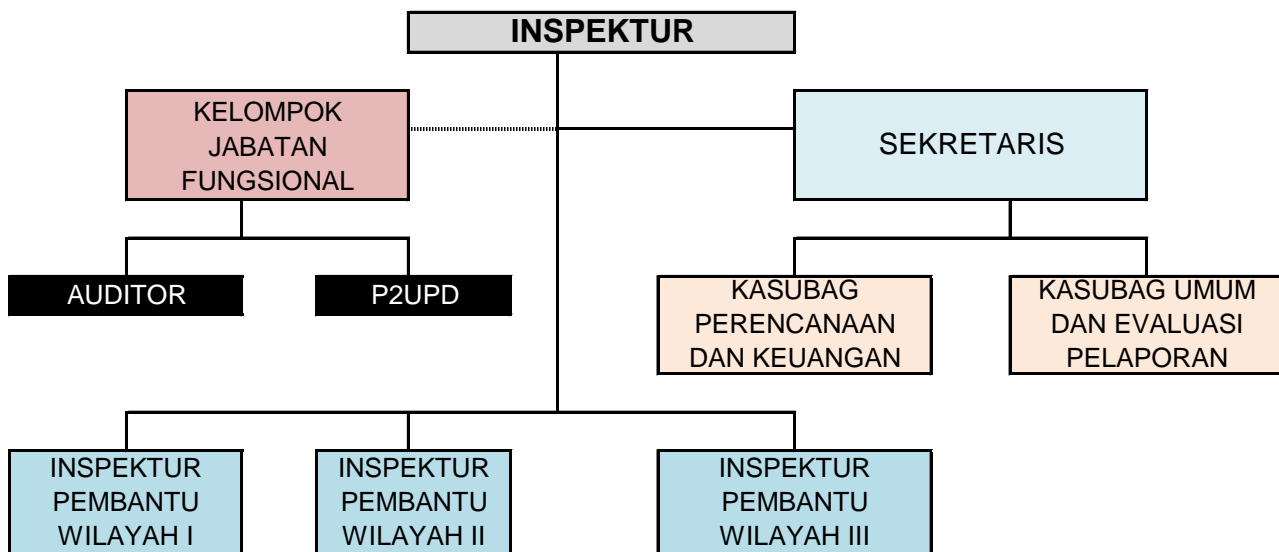 INSPEKTUR
KELOMPOK
JABATAN
FUNGSIONAL
SEKRETARIS
AUDITOR
P2UPD
KASUBAG
PERENCANAAN
DAN KEUANGAN
KASUBAG UMUM
DAN EVALUASI
PELAPORAN
INSPEKTUR
PEMBANTU
WILAYAH I
INSPEKTUR
PEMBANTU
WILAYAH II
INSPEKTUR
PEMBANTU
WILAYAH III